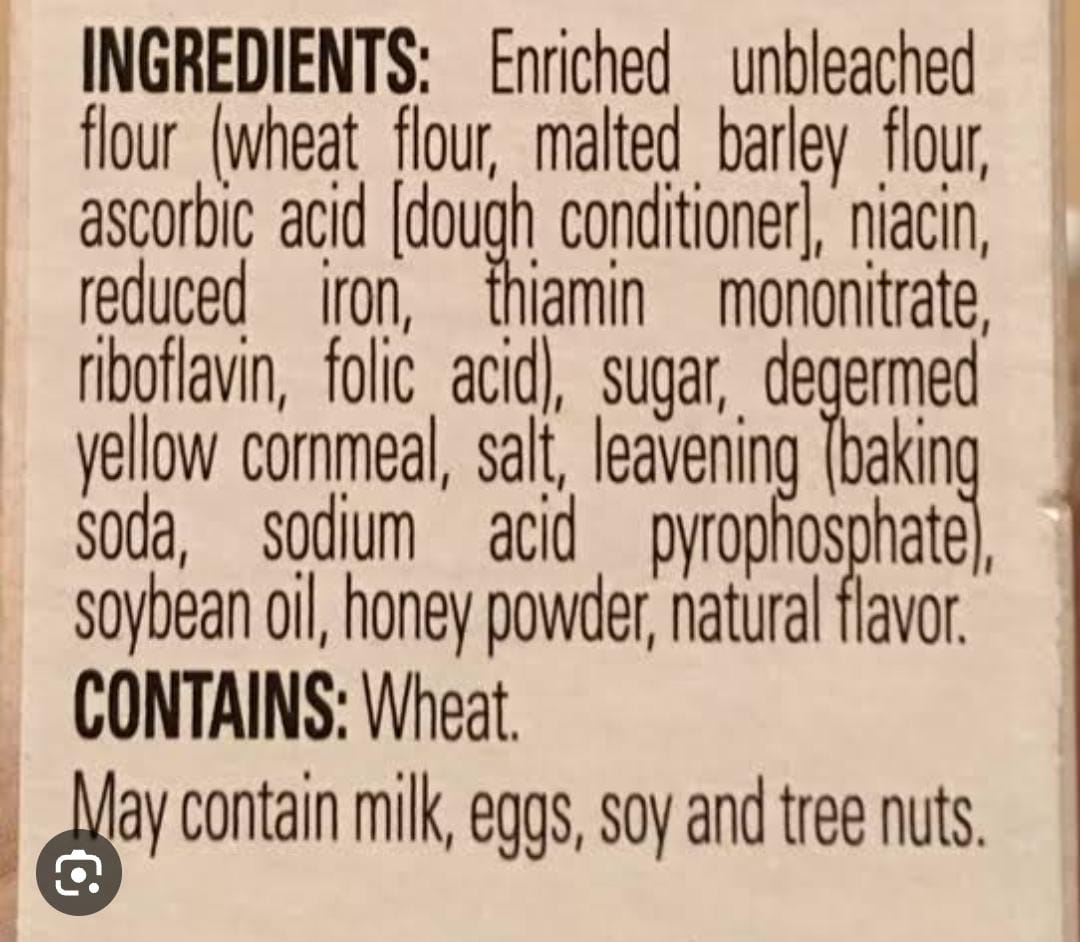 INGREDIENTS: Enriched unbleached
flour (wheat flour, malted barley flour,
ascorbic acid [dough conditioner], niacin,
reduced iron, thiamin mononitrate,
riboflavin, folic acid), sugar, degermed
yellow cornmeal, salt, leavening (baking
soda, sodium acid pyrophosphate),
soybean oil, honey powder, natural flavor.
CONTAINS: Wheat.
May contain milk, eggs, soy and tree nuts.